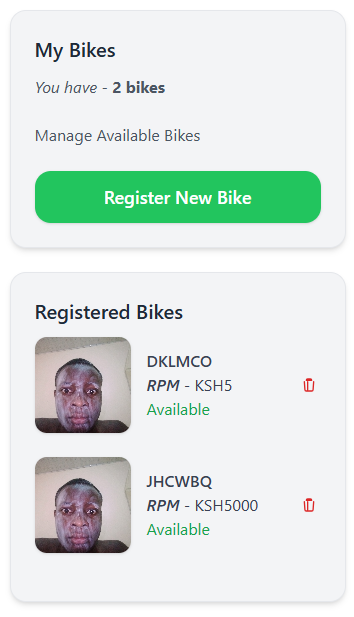 My Bikes
You have - 2 bikes
Manage Available Bikes
Register New Bike
Registered Bikes
DKLMCO
RPM - KSH5
Available
JHCWBQ
RPM - KSH5000
Available